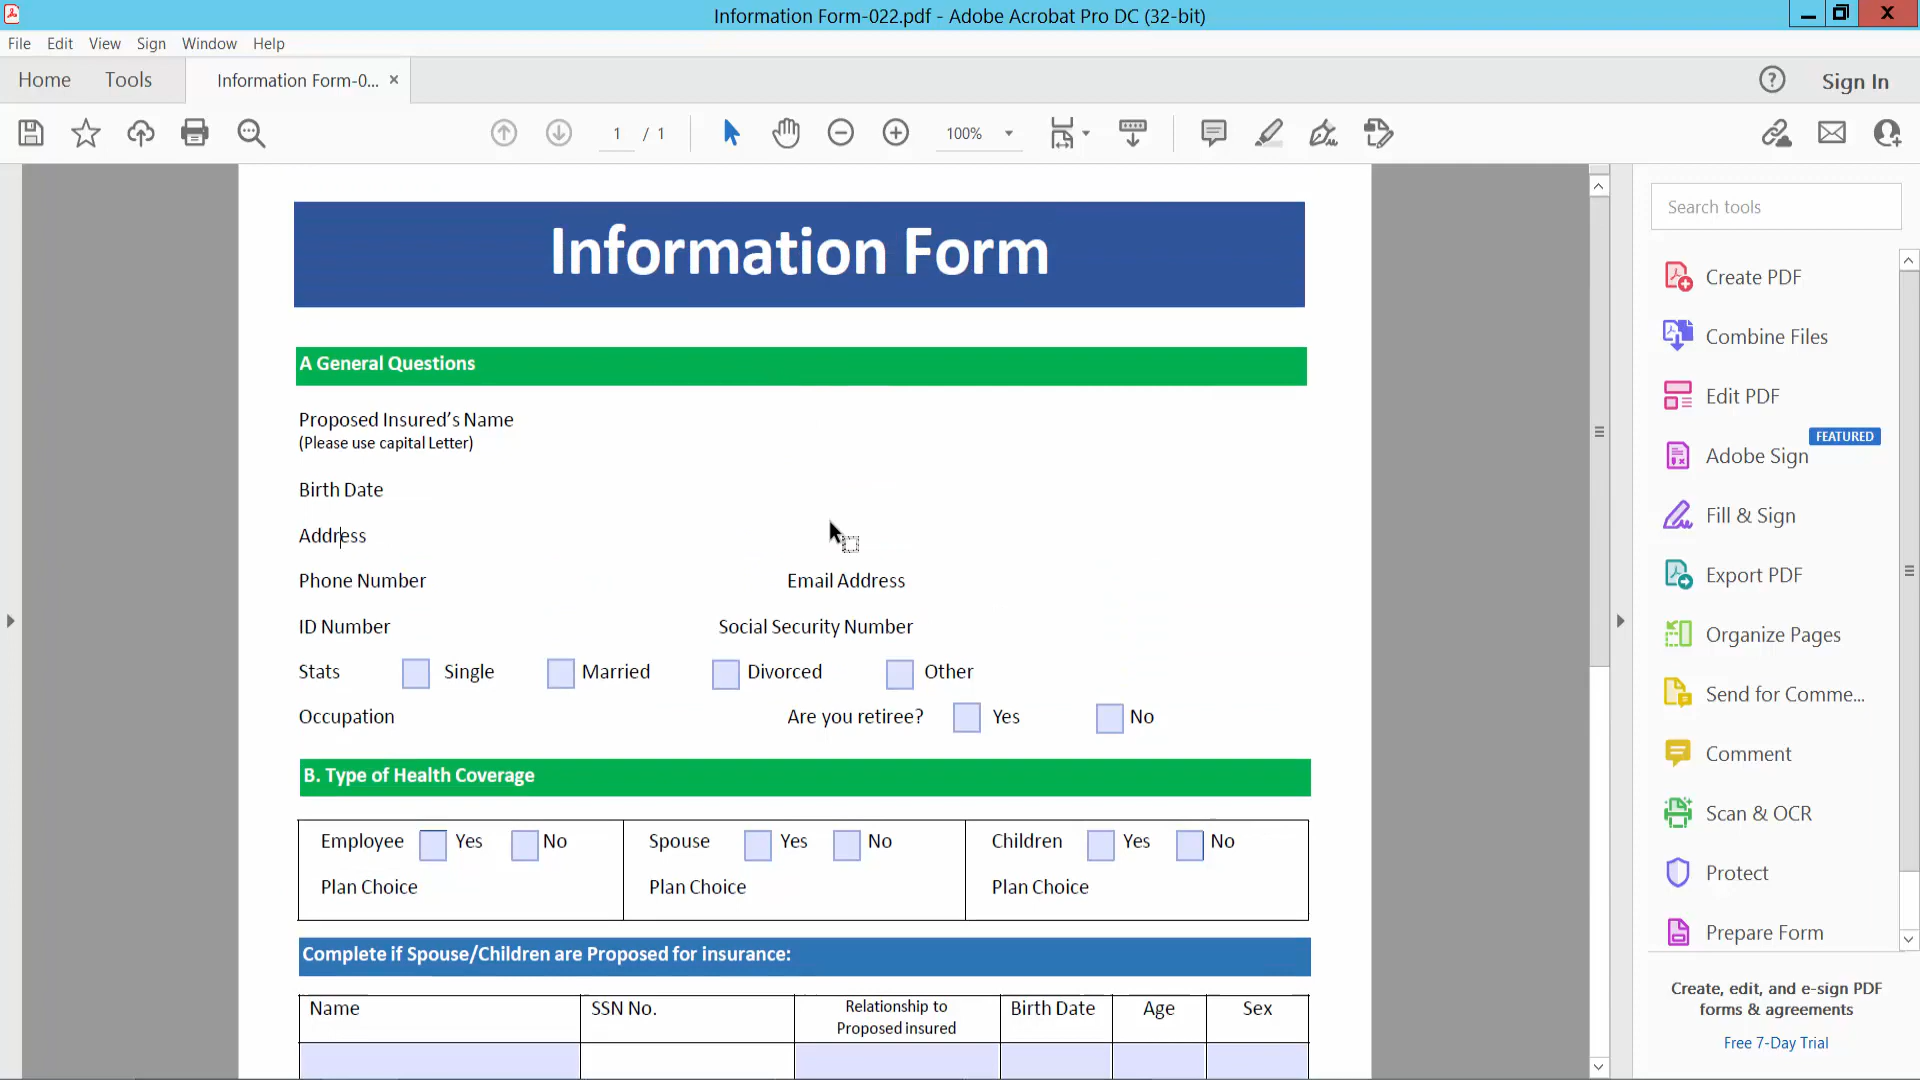 Information Form-022.pdf - Adobe Acrobat Pro DC (32-bit)
File Edit View Sign Window Help
Home Tools Information Form-0... × ? Sign In
1 / 1 100%
Information Form
A General Questions
Proposed Insured’s Name
(Please use capital Letter)
Birth Date
Address
Phone Number Email Address
ID Number Social Security Number
Stats Single Married Divorced Other
Occupation Are you retiree? Yes No
B. Type of Health Coverage
Employee Yes No Spouse Yes No Children Yes No
Plan Choice Plan Choice Plan Choice
Complete if Spouse/Children are Proposed for insurance:
Name SSN No. Relationship to Proposed insured Birth Date Age Sex
Search tools
Create PDF
Combine Files
Edit PDF
FEATURED
Adobe Sign
Fill & Sign
Export PDF
Organize Pages
Send for Comme...
Comment
Scan & OCR
Protect
Prepare Form
Create, edit, and e-sign PDF
forms & agreements
Free 7-Day Trial